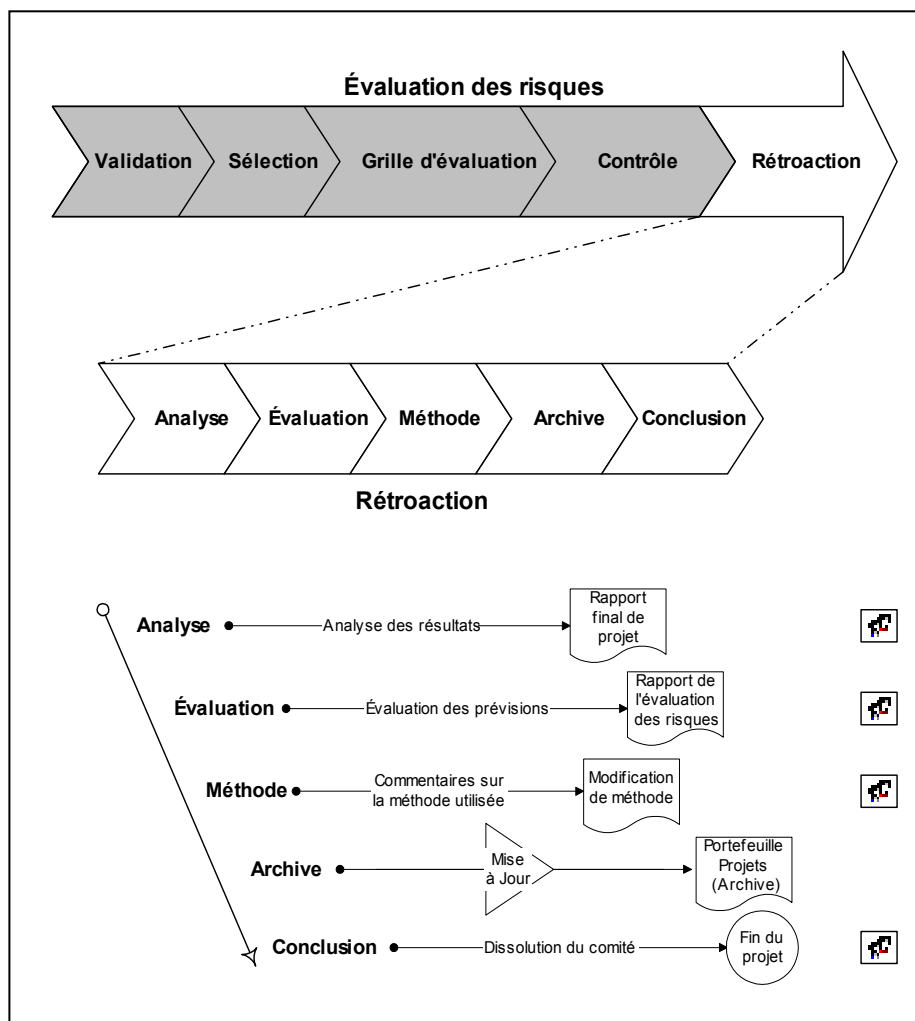 Évaluation des risques
Validation
Sélection
Grille d'évaluation
Contrôle
Rétroaction
Analyse
Évaluation
Méthode
Archive
Conclusion
Rétroaction
Analyse
Analyse des résultats
Rapport
final de
projet
Évaluation
Évaluation des prévisions
Rapport de
l'évaluation
des risques
Méthode
Commentaires sur
la méthode utilisée
Modification
de méthode
Archive
Mise
à Jour
Portefeuille
Projets
(Archive)
Conclusion
Dissolution du comité
Fin du
projet